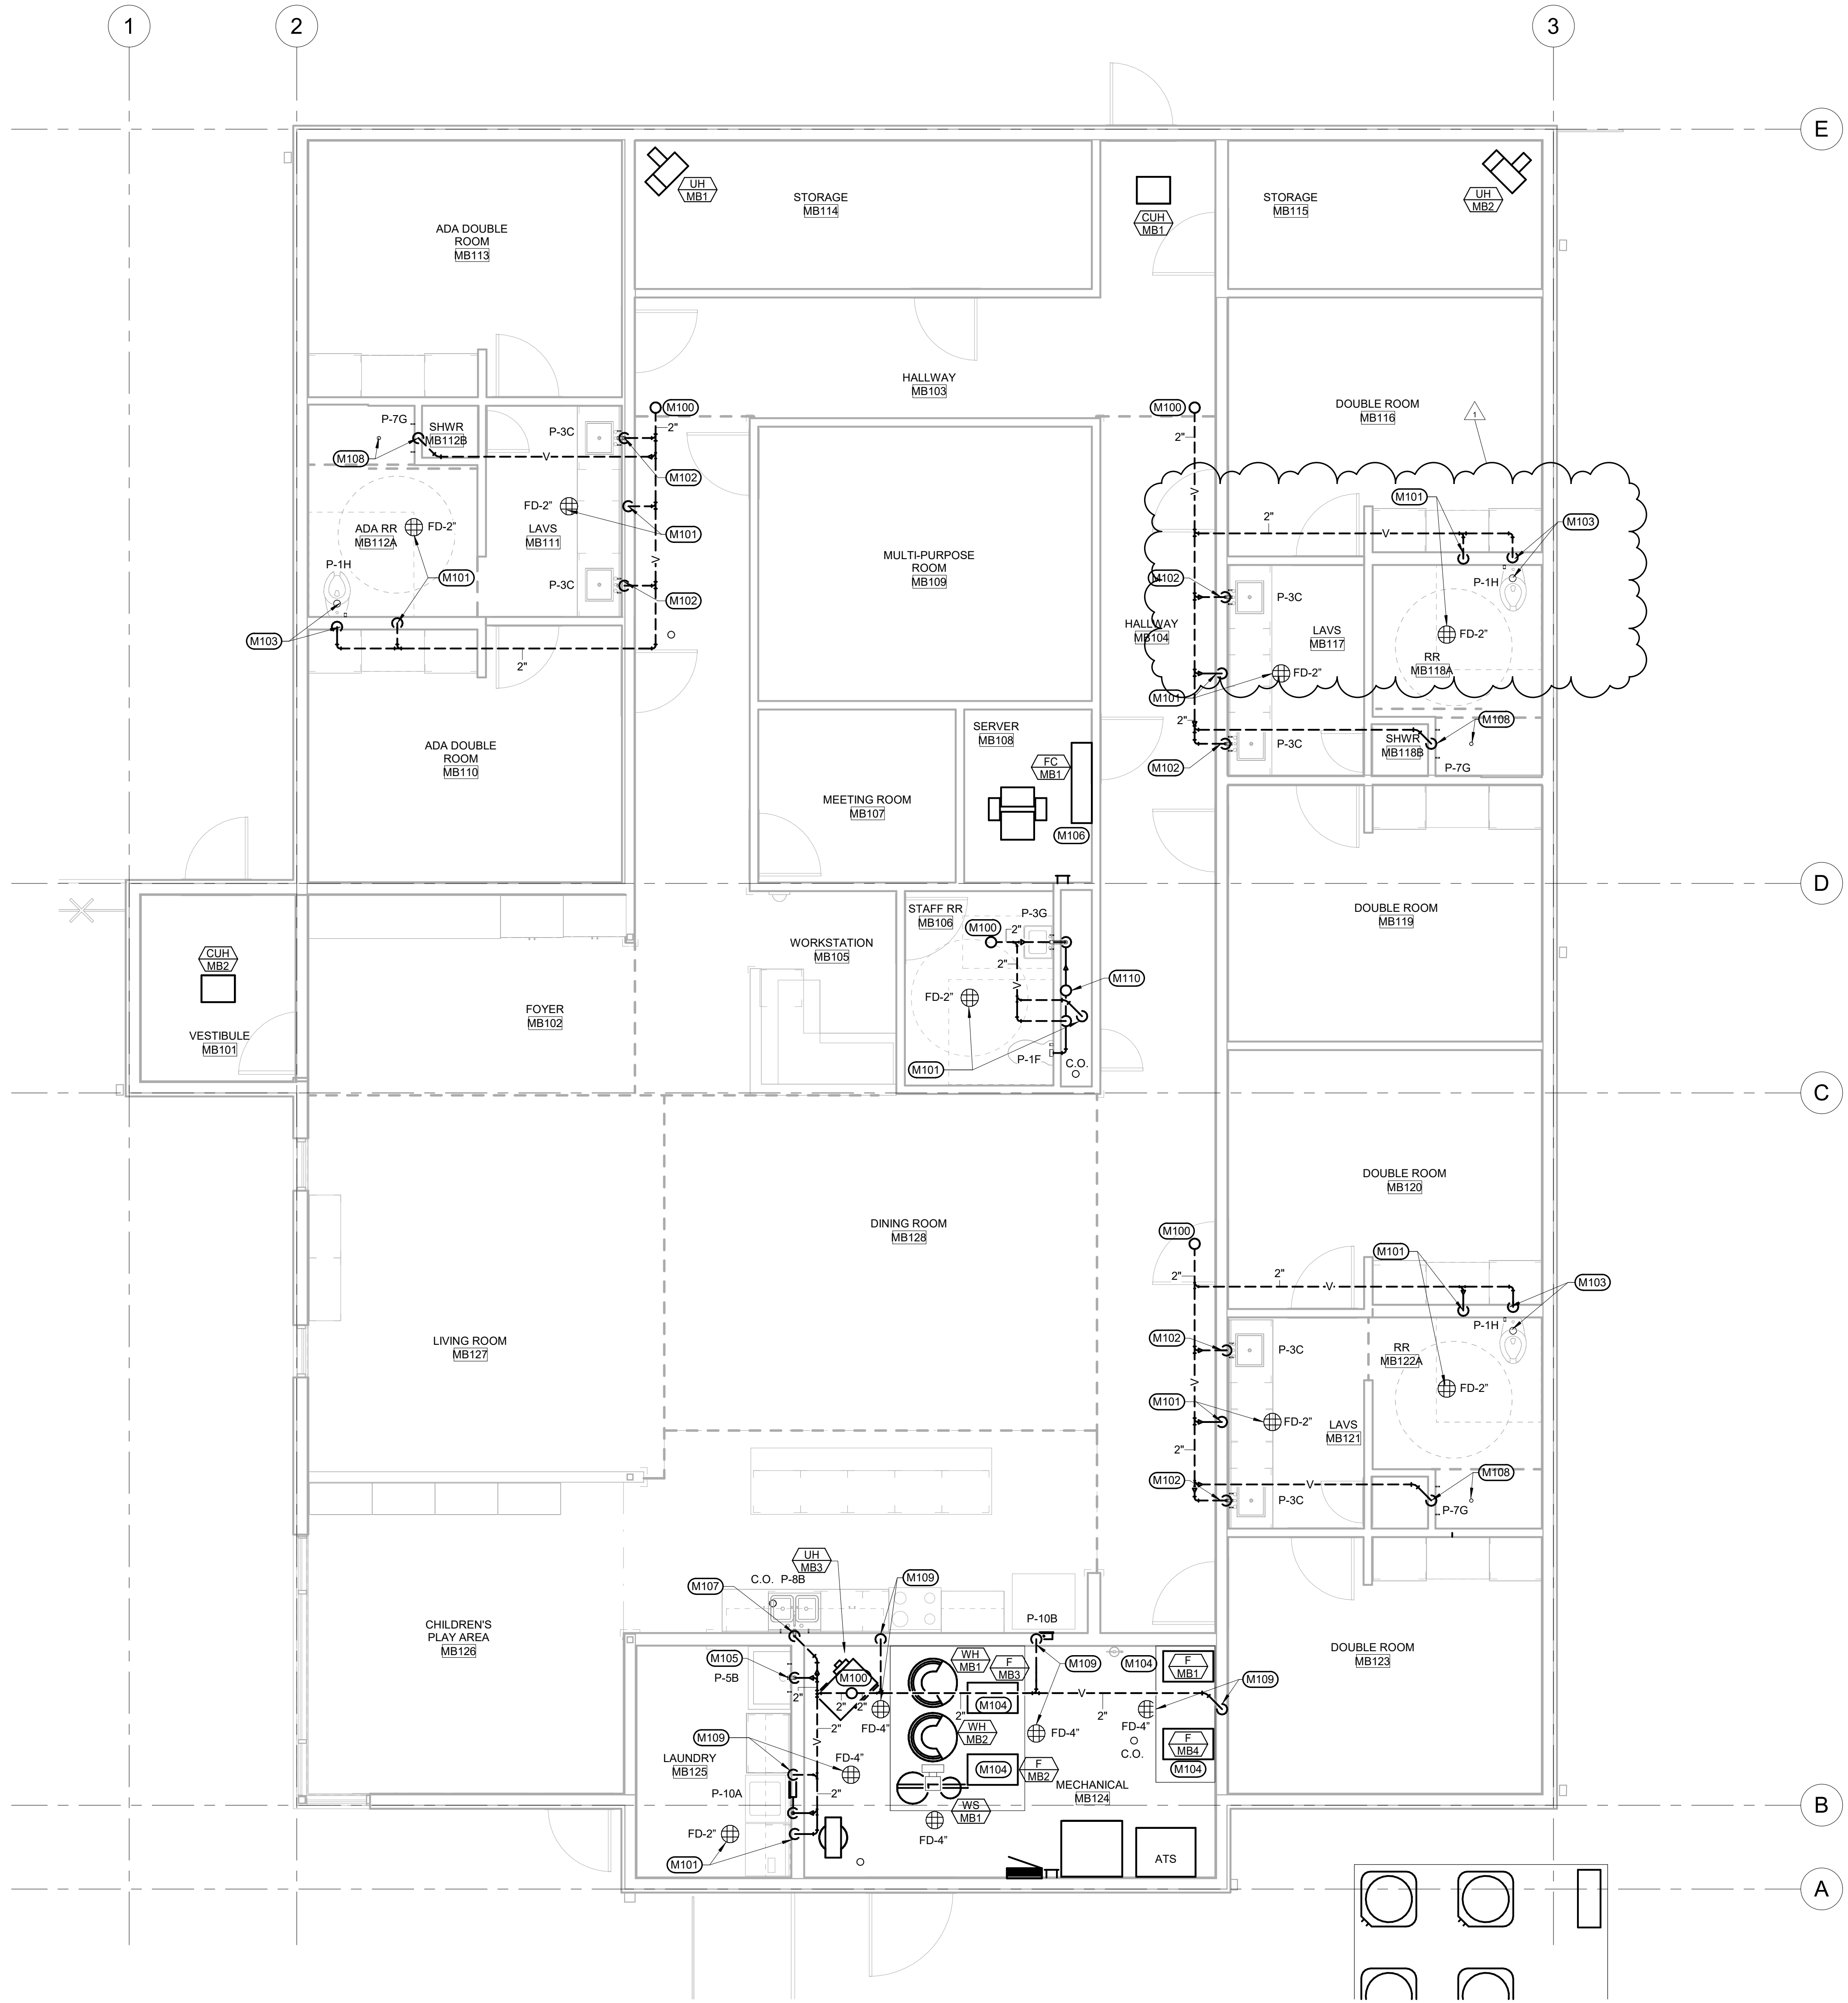 1
2
3
E
UH
MB1
STORAGE
MB114
CUH
MB1
STORAGE
MB115
UH
MB2
ADA DOUBLE
ROOM
MB113
HALLWAY
MB103
DOUBLE ROOM
MB116
1
M100
2"
M100
2"
P-7G
SHWR
MB112B
P-3C
M108
V
M102
V
M101
M103
2"
V
FD-2"
FD-2"
ADA RR
MB112A
LAVS
MB111
M101
V
P-1H
M101
P-3C
M102
M103
2"
MULTI-PURPOSE
ROOM
MB109
M102
P-3C
P-1H
HALLWAY
MB104
LAVS
MB117
FD-2"
RR
MB118A
FD-2"
M101
2"
M108
P-3C
SHWR
MB118B
M102
P-7G
ADA DOUBLE
ROOM
MB110
SERVER
MB108
FC
MB1
MEETING ROOM
MB107
M106
D
STAFF RR
MB106
P-3G
M100
2"
2"
V
DOUBLE ROOM
MB119
WORKSTATION
MB105
CUH
MB2
M110
FD-2"
FOYER
MB102
VESTIBULE
MB101
P-1F
M101
C.O.
C
DOUBLE ROOM
MB120
DINING ROOM
MB128
M100
M101
2"
2"
V
M103
LIVING ROOM
MB127
M102
P-3C
P-1H
RR
MB122A
V
M101
FD-2"
FD-2"
LAVS
MB121
2"
M102
V
M108
P-3C
P-7G
UH
MB3
C.O.
P-8B
M107
M109
CHILDREN'S
PLAY AREA
MB126
P-10B
DOUBLE ROOM
MB123
M105
P-5B
M100
WH
MB1
F
MB3
M109
M104
F
MB1
M109
2"
2"
2"
M104
V
2"
2"
FD-4"
2"
V
WH
MB2
FD-4"
FD-4"
C.O.
M109
LAUNDRY
MB125
FD-4"
M104
F
MB2
F
MB4
M104
MECHANICAL
MB124
P-10A
2"
WS
MB1
B
FD-2"
FD-4"
M101
ATS
A